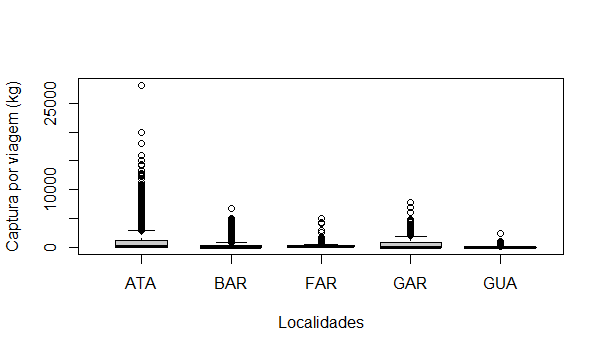 Captura por viagem (kg)
25000
10000
0
ATA BAR FAR GAR GUA
Localidades